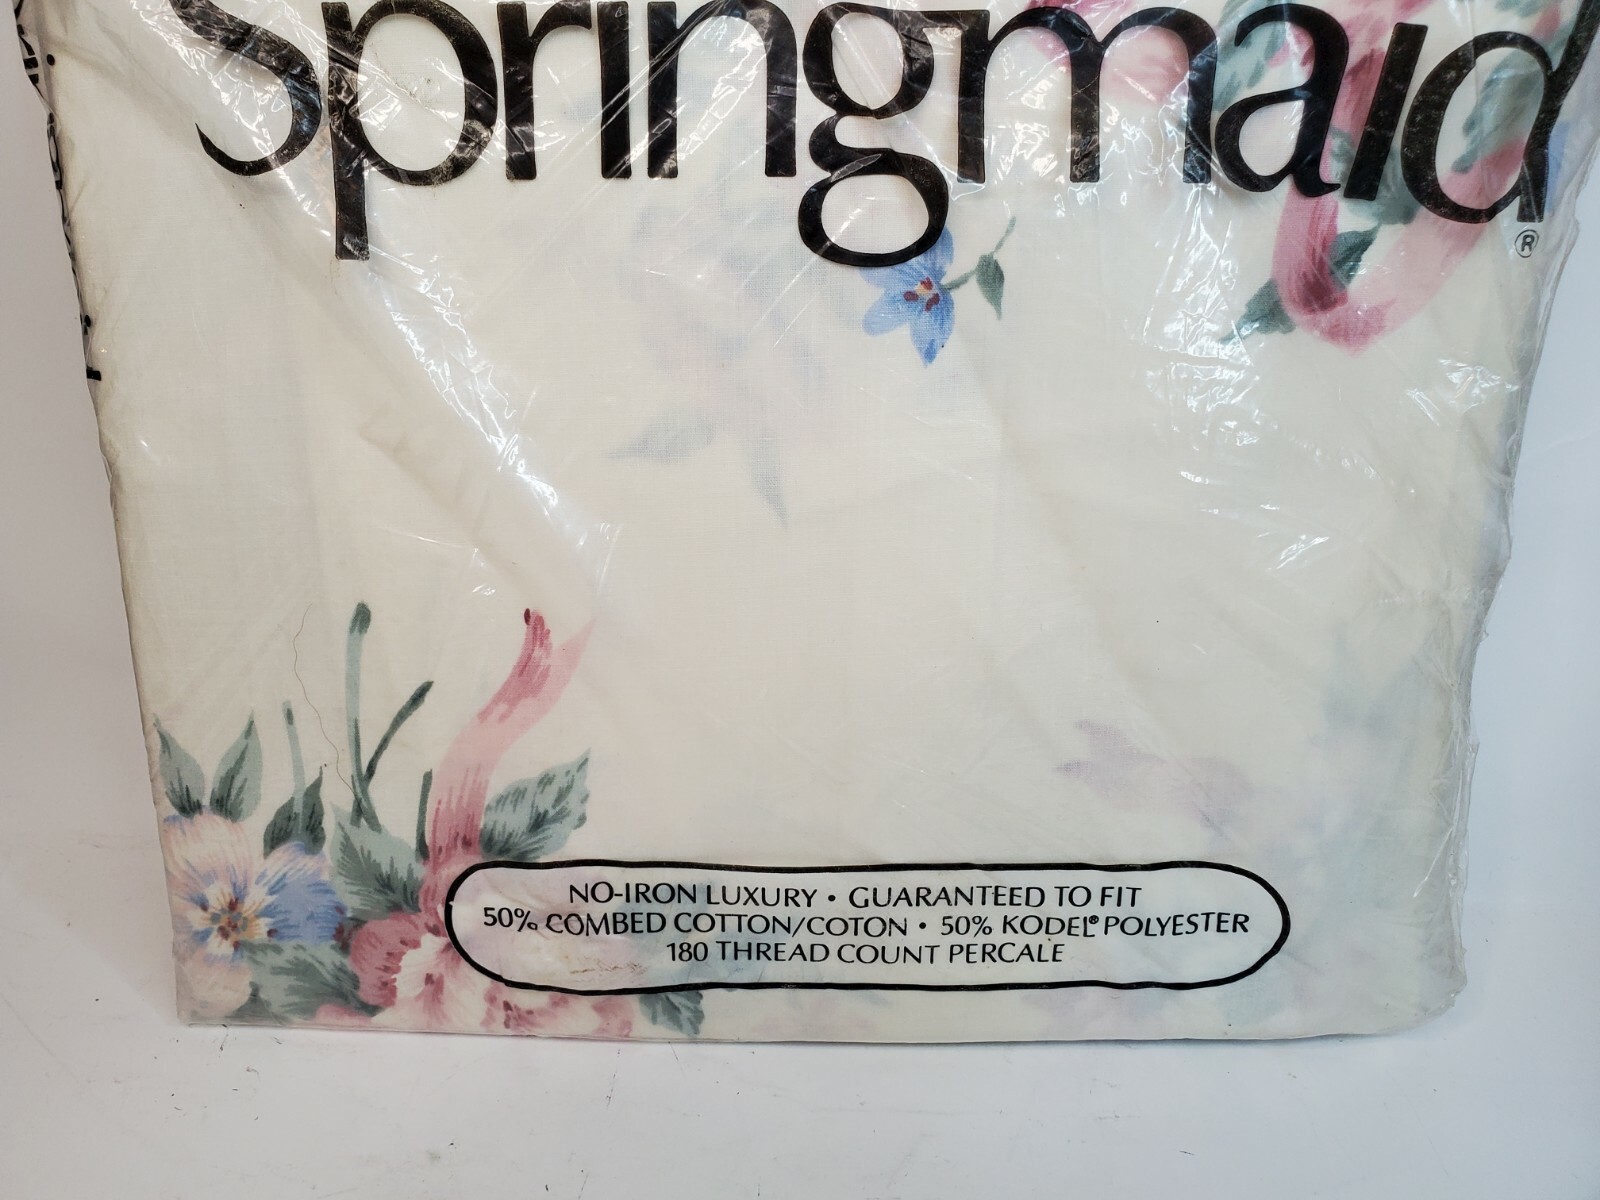 springmaid®
NO-IRON LUXURY • GUARANTEED TO FIT
50% COMBED COTTON/COTON • 50% KODEL® POLYESTER
180 THREAD COUNT PERCALE